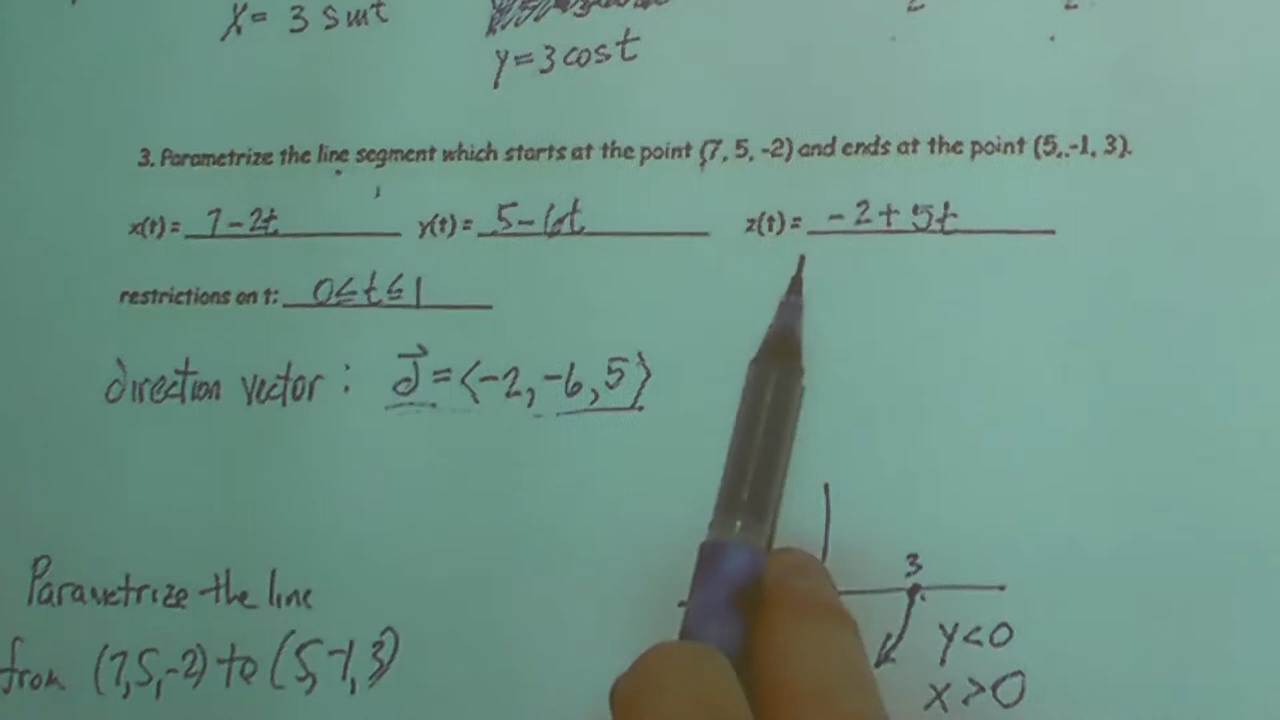 x = 3 sint
y = 3 cost
3. Parametrize the line segment which starts at the point (7, 5, -2) and ends at the point (5,.-1, 3).
x(t) = 7-2t y(t) = 5-6t z(t) = -2+5t
restrictions on t: 0≤t≤1
direction vector : d⃗ = ⟨-2,-6,5⟩
3
Parametrize the line
y<0
from (7,5,-2) to (5,-1,3)
x>0